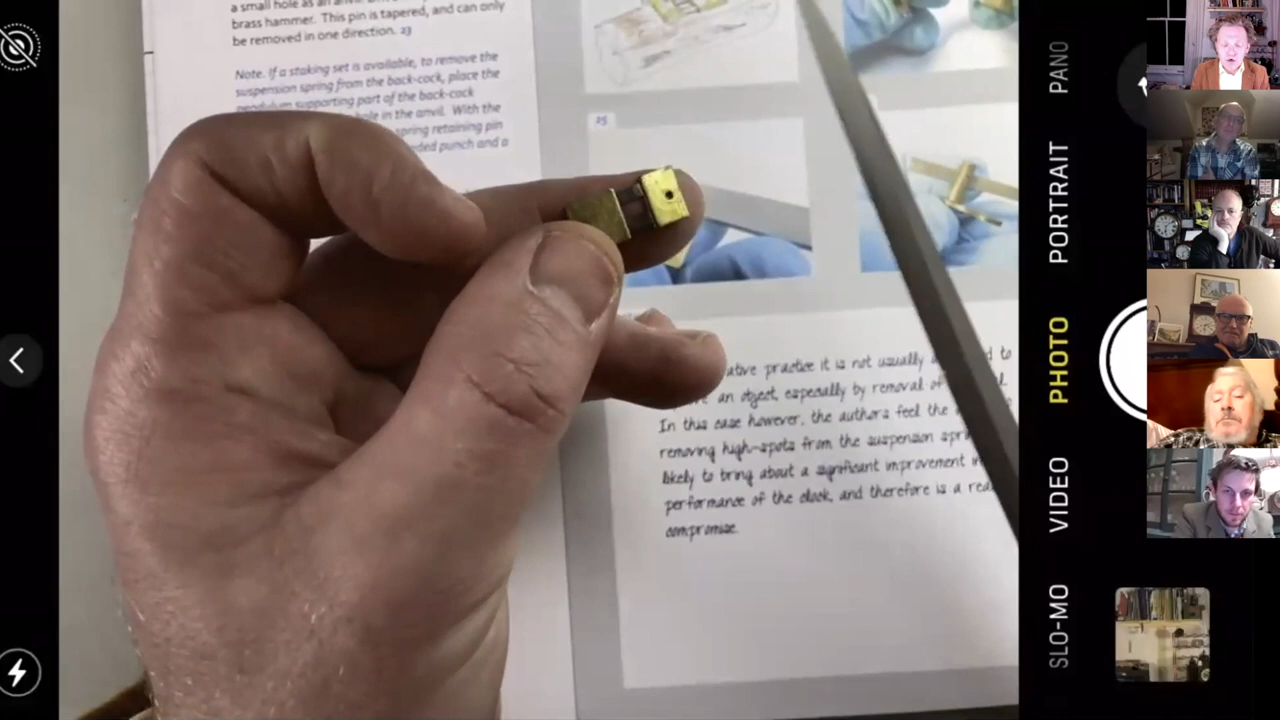 a small hole as an anvil
brass hammer. This pin is tapered, and can only
be removed in one direction. 23
Note. If a staking set is available, to remove the
suspension spring from the back-cock, place the
pendulum supporting part of the back-cock
hole in the anvil. With the
spring retaining pin
punch and a
25
practice it is not usually
an object, especially by removal of
In this case however, the authors feel the
removing high-spots from the suspension
likely to bring about a significant improvement
performance of the clock, and therefore is a
compromise.
PANO
PORTRAIT
PHOTO
VIDEO
SLO-MO